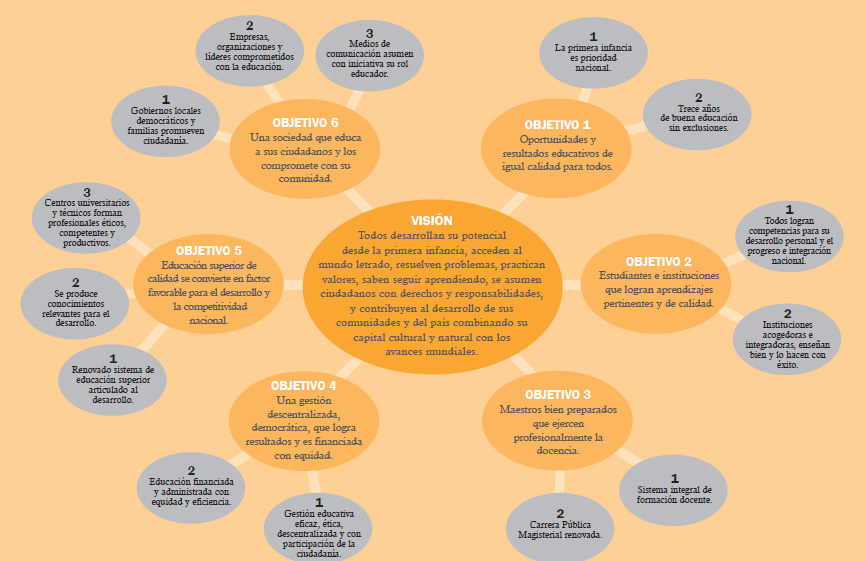 VISIÓN
Todos desarrollan su potencial
desde la primera infancia, acceden al
mundo letrado, resuelven problemas, practican
valores, saben seguir aprendiendo, se asumen
ciudadanos con derechos y responsabilidades,
y contribuyen al desarrollo de sus
comunidades y del país combinando su
capital cultural y natural con los
avances mundiales.
OBJETIVO 1
Oportunidades y
resultados educativos de
igual calidad para todos.
1
La primera infancia
es prioridad
nacional.
2
Trece años
de buena educación
sin exclusiones.
OBJETIVO 2
Estudiantes e instituciones
que logran aprendizajes
pertinentes y de calidad.
1
Todos logran
competencias para su
desarrollo personal y el
progreso e integración
nacional.
2
Instituciones
acogedoras e
integradoras, enseñan
bien y lo hacen con
éxito.
OBJETIVO 3
Maestros bien preparados
que ejercen
profesionalmente la
docencia.
1
Sistema integral de
formación docente.
2
Carrera Pública
Magisterial renovada.
OBJETIVO 4
Una gestión
descentralizada,
democrática, que logra
resultados y es financiada
con equidad.
1
Gestión educativa
eficaz, ética,
descentralizada y con
participación de la
ciudadanía.
2
Educación financiada
y administrada con
equidad y eficiencia.
OBJETIVO 5
Educación superior de
calidad se convierte en factor
favorable para el desarrollo y
la competitividad
nacional.
1
Renovado sistema de
educación superior
articulado al
desarrollo.
2
Se produce
conocimientos
relevantes para el
desarrollo.
3
Centros universitarios
y técnicos forman
profesionales éticos,
competentes y
productivos.
OBJETIVO 6
Una sociedad que educa
a sus ciudadanos y los
compromete con su
comunidad.
1
Gobiernos locales
democráticos y
familias promueven
ciudadanía.
2
Empresas,
organizaciones y
líderes comprometidos
con la educación.
3
Medios de
comunicación asumen
con iniciativa su rol
educador.